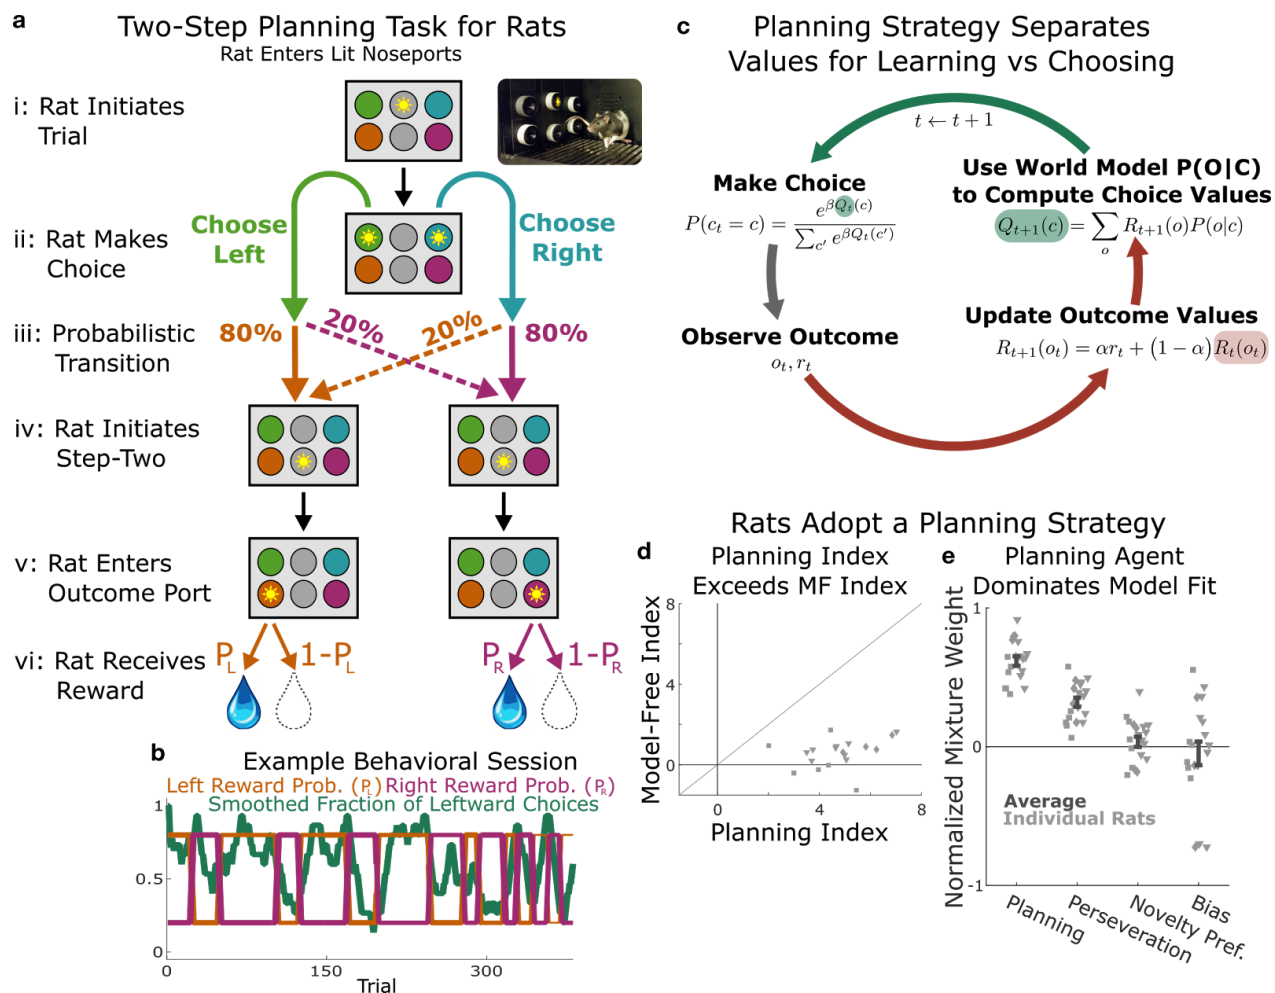 a
Two-Step Planning Task for Rats
Rat Enters Lit Noseports
i: Rat Initiates
Trial
ii: Rat Makes
Choice
Choose
Left
Choose
Right
iii: Probabilistic
Transition
80%
20%
20%
80%
iv: Rat Initiates
Step-Two
v: Rat Enters
Outcome Port
vi: Rat Receives
Reward
P_L
1-P_L
P_R
1-P_R
b
Example Behavioral Session
Left Reward Prob. (P_L) Right Reward Prob. (P_R)
Smoothed Fraction of Leftward Choices
1
0.5
0
0
150
300
Trial
c
Planning Strategy Separates
Values for Learning vs Choosing
t ← t + 1
Make Choice
P(c_t = c) = e^{βQ_t(c)} / ∑_{c'} e^{βQ_t(c')}
Use World Model P(O|C)
to Compute Choice Values
Q_{t+1}(c) = ∑_o R_{t+1}(o)P(o|c)
Observe Outcome
o_t, r_t
Update Outcome Values
R_{t+1}(o_t) = αr_t + (1 − α)R_t(o_t)
Rats Adopt a Planning Strategy
d
Planning Index
Exceeds MF Index
Model-Free Index
8
4
0
0
4
8
Planning Index
e
Planning Agent
Dominates Model Fit
Normalized Mixture Weight
1
0
-1
Average
Individual Rats
Planning
Perseveration
Novelty Pref.
Bias